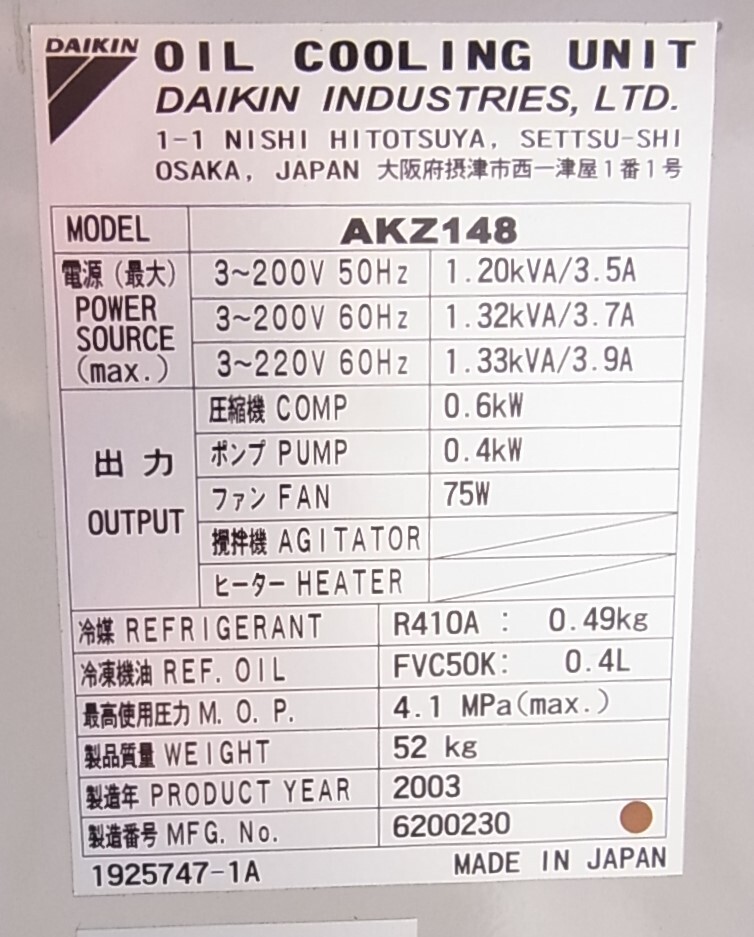 DAIKIN OIL COOLING UNIT
DAIKIN INDUSTRIES, LTD.
1-1 NISHI HITOTSUYA, SETTSU-SHI
OSAKA, JAPAN 大阪府摂津市西一津屋1番1号
MODEL AKZ148
電源(最大) POWER SOURCE (max.)
3~200V 50Hz 1.20kVA/3.5A
3~200V 60Hz 1.32kVA/3.7A
3~220V 60Hz 1.33kVA/3.9A
出力 OUTPUT
圧縮機 COMP 0.6kW
ポンプ PUMP 0.4kW
ファン FAN 75W
攪拌機 AGITATOR
ヒーター HEATER
冷媒 REFRIGERANT R410A : 0.49kg
冷凍機油 REF. OIL FVC50K: 0.4L
最高使用圧力 M. O. P. 4.1 MPa(max.)
製品質量 WEIGHT 52 kg
製造年 PRODUCT YEAR 2003
製造番号 MFG. No. 6200230
1925747-1A MADE IN JAPAN